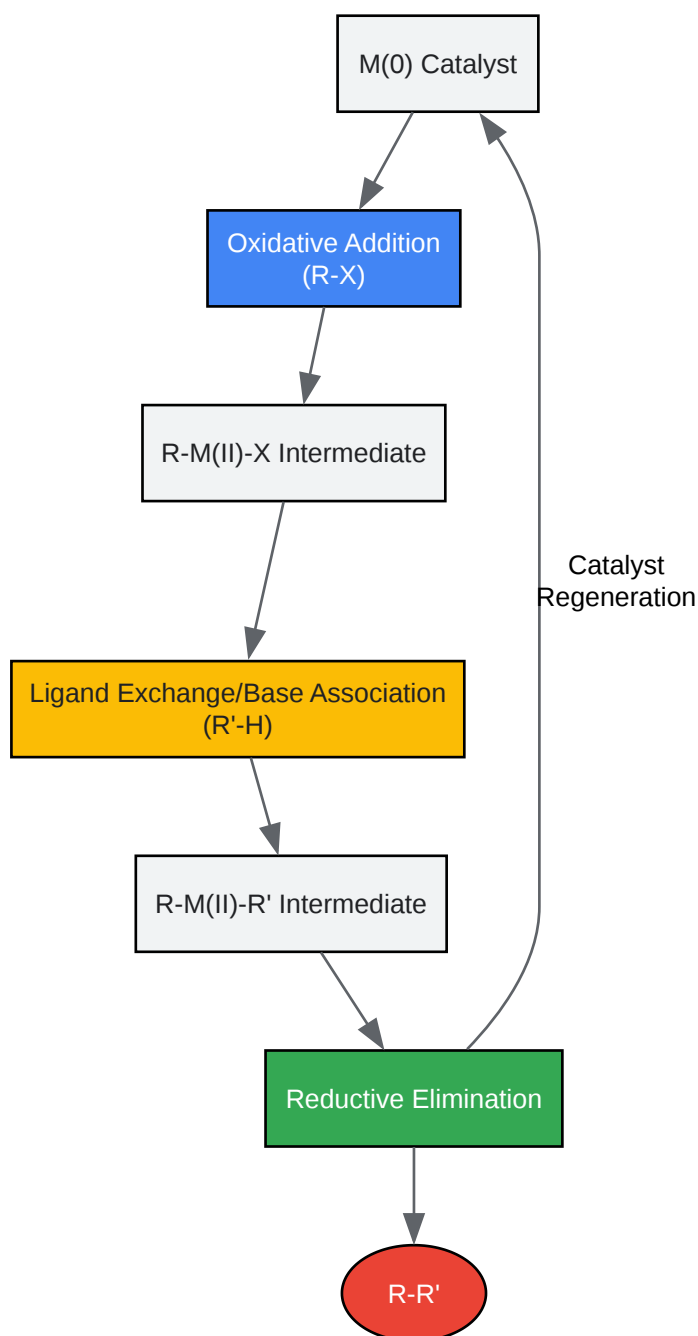 M(0) Catalyst
Oxidative Addition
(R-X)
R-M(II)-X Intermediate
Catalyst
Regeneration
Ligand Exchange/Base Association
(R'-H)
R-M(II)-R' Intermediate
Reductive Elimination
R-R'